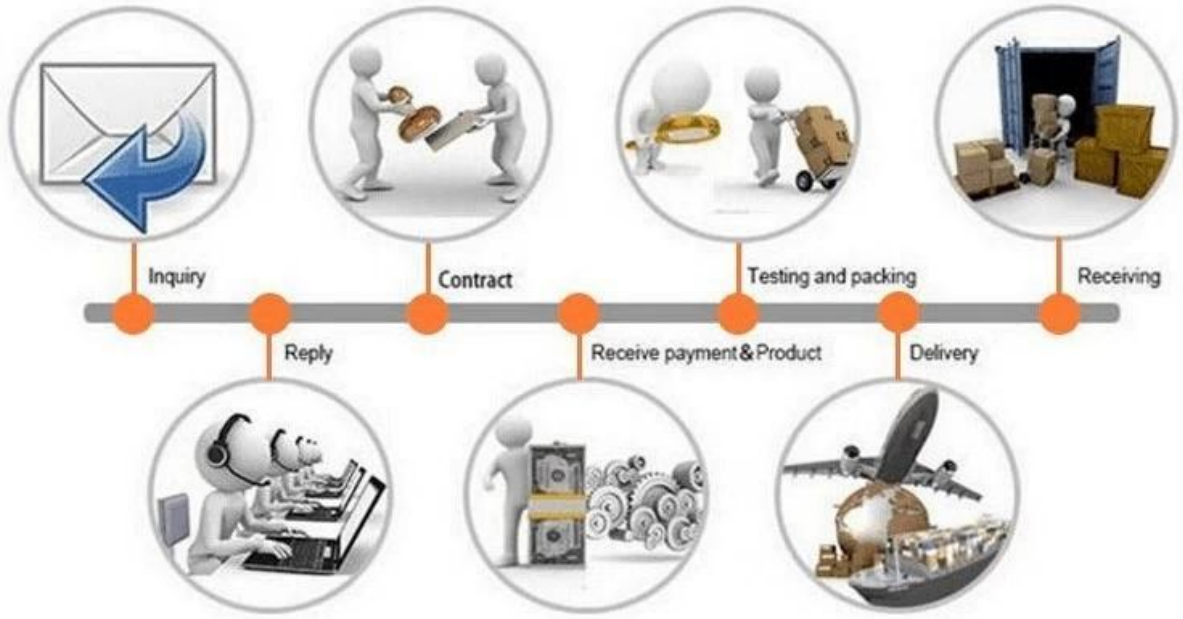 Inquiry
Reply
Contract
Receive payment&Product
Testing and packing
Delivery
Receiving